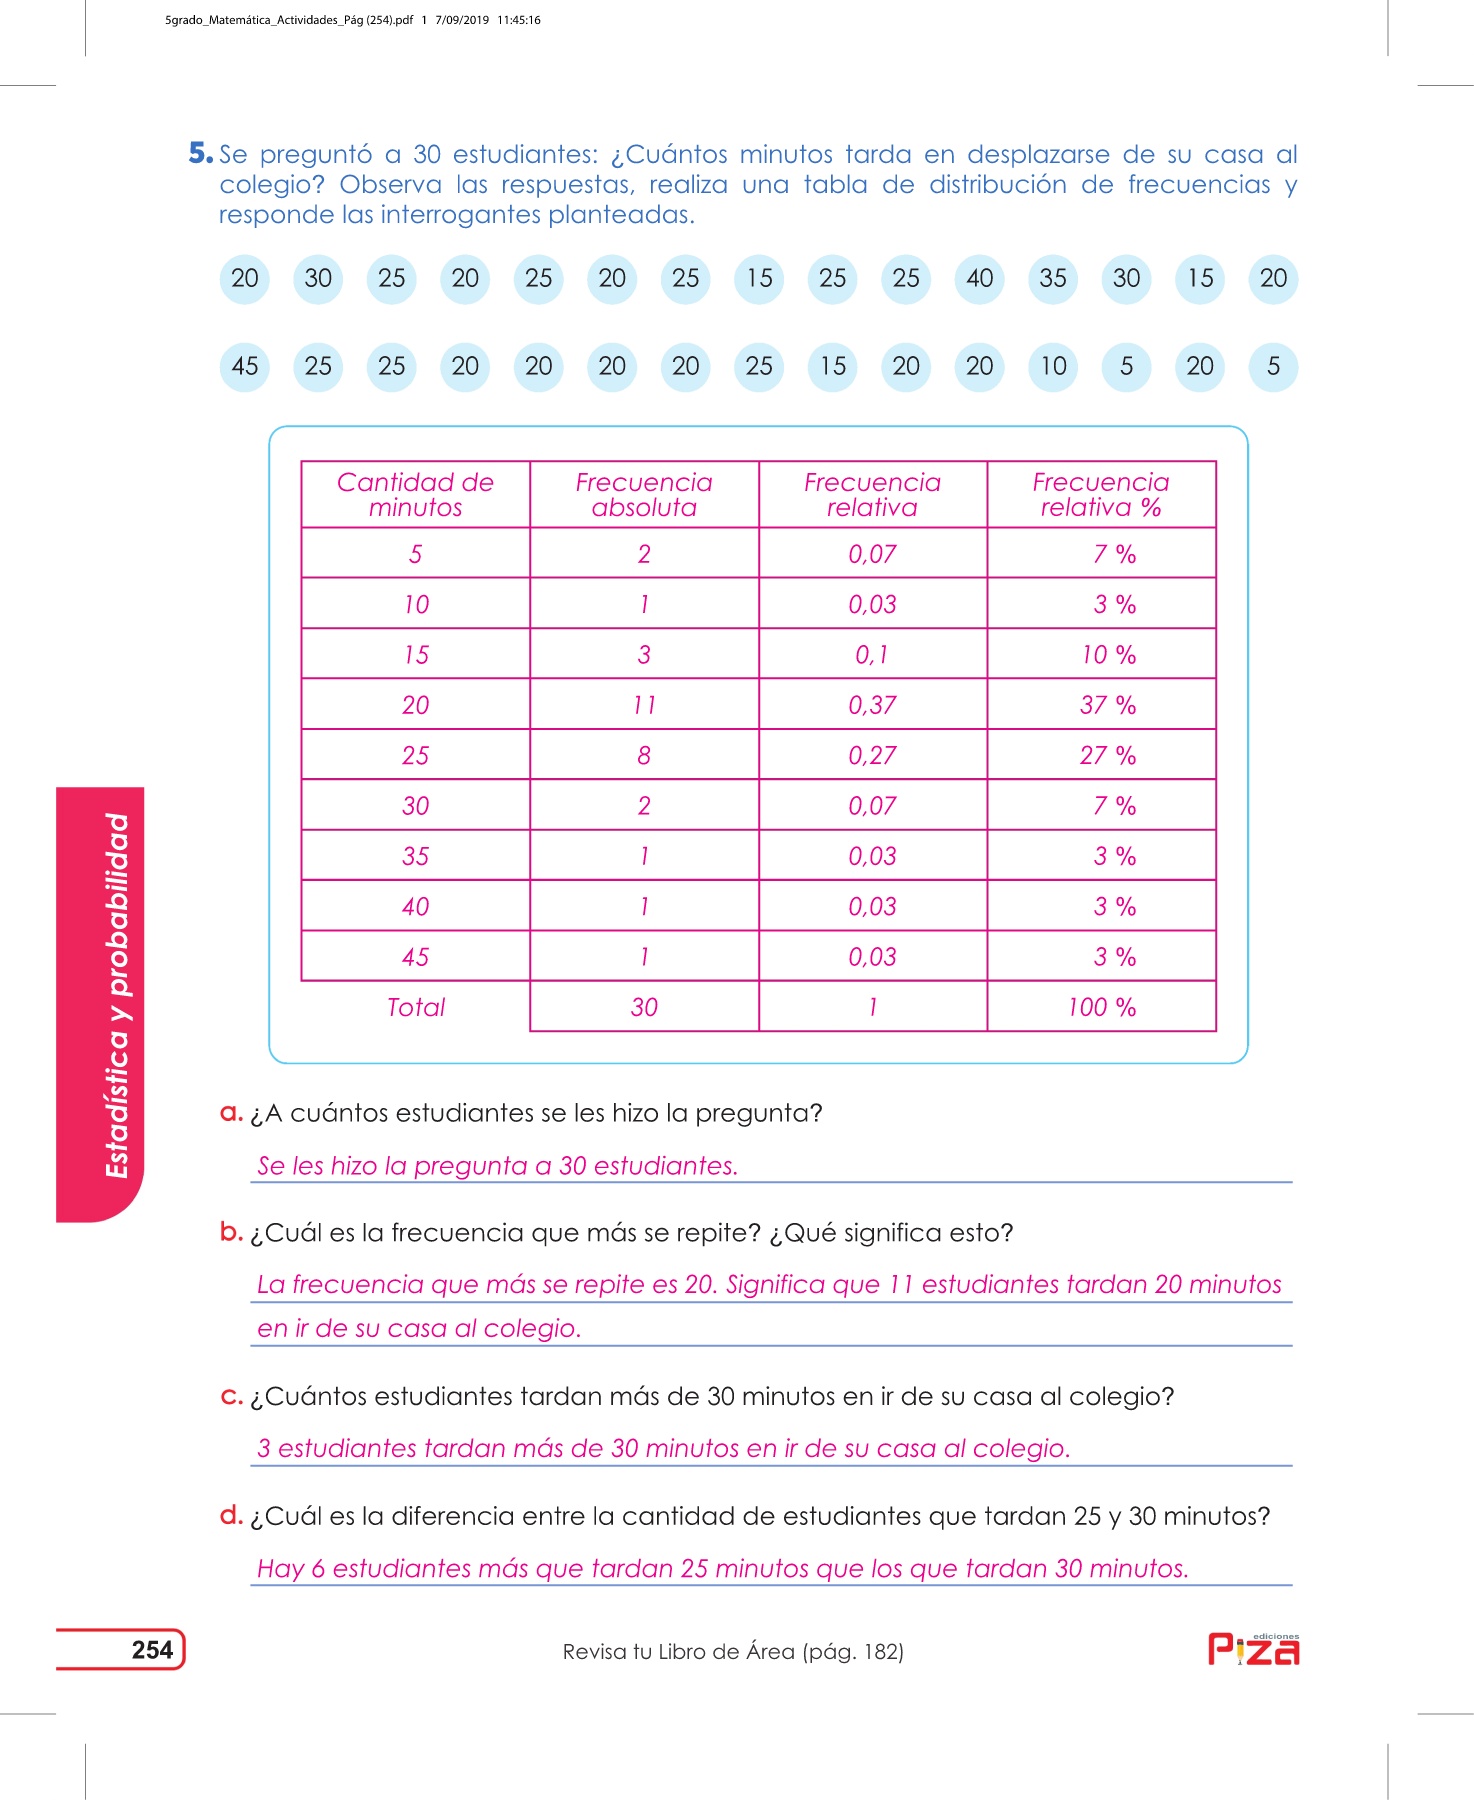 5grado_Matemática_Actividades_Pág (254).pdf 1 7/09/2019 11:45:16
5. Se preguntó a 30 estudiantes: ¿Cuántos minutos tarda en desplazarse de su casa al
colegio? Observa las respuestas, realiza una tabla de distribución de frecuencias y
responde las interrogantes planteadas.
20 30 25 20 25 20 25 15 25 25 40 35 30 15 20
45 25 25 20 20 20 20 25 15 20 20 10 5 20 5
Cantidad de minutos Frecuencia absoluta Frecuencia relativa Frecuencia relativa %
5 2 0,07 7 %
10 1 0,03 3 %
15 3 0,1 10 %
20 11 0,37 37 %
25 8 0,27 27 %
30 2 0,07 7 %
35 1 0,03 3 %
40 1 0,03 3 %
45 1 0,03 3 %
Total 30 1 100 %
Estadística y probabilidad
a. ¿A cuántos estudiantes se les hizo la pregunta?
Se les hizo la pregunta a 30 estudiantes.
b. ¿Cuál es la frecuencia que más se repite? ¿Qué significa esto?
La frecuencia que más se repite es 20. Significa que 11 estudiantes tardan 20 minutos
en ir de su casa al colegio.
c. ¿Cuántos estudiantes tardan más de 30 minutos en ir de su casa al colegio?
3 estudiantes tardan más de 30 minutos en ir de su casa al colegio.
d. ¿Cuál es la diferencia entre la cantidad de estudiantes que tardan 25 y 30 minutos?
Hay 6 estudiantes más que tardan 25 minutos que los que tardan 30 minutos.
254
Revisa tu Libro de Área (pág. 182)
ediciones
Piza